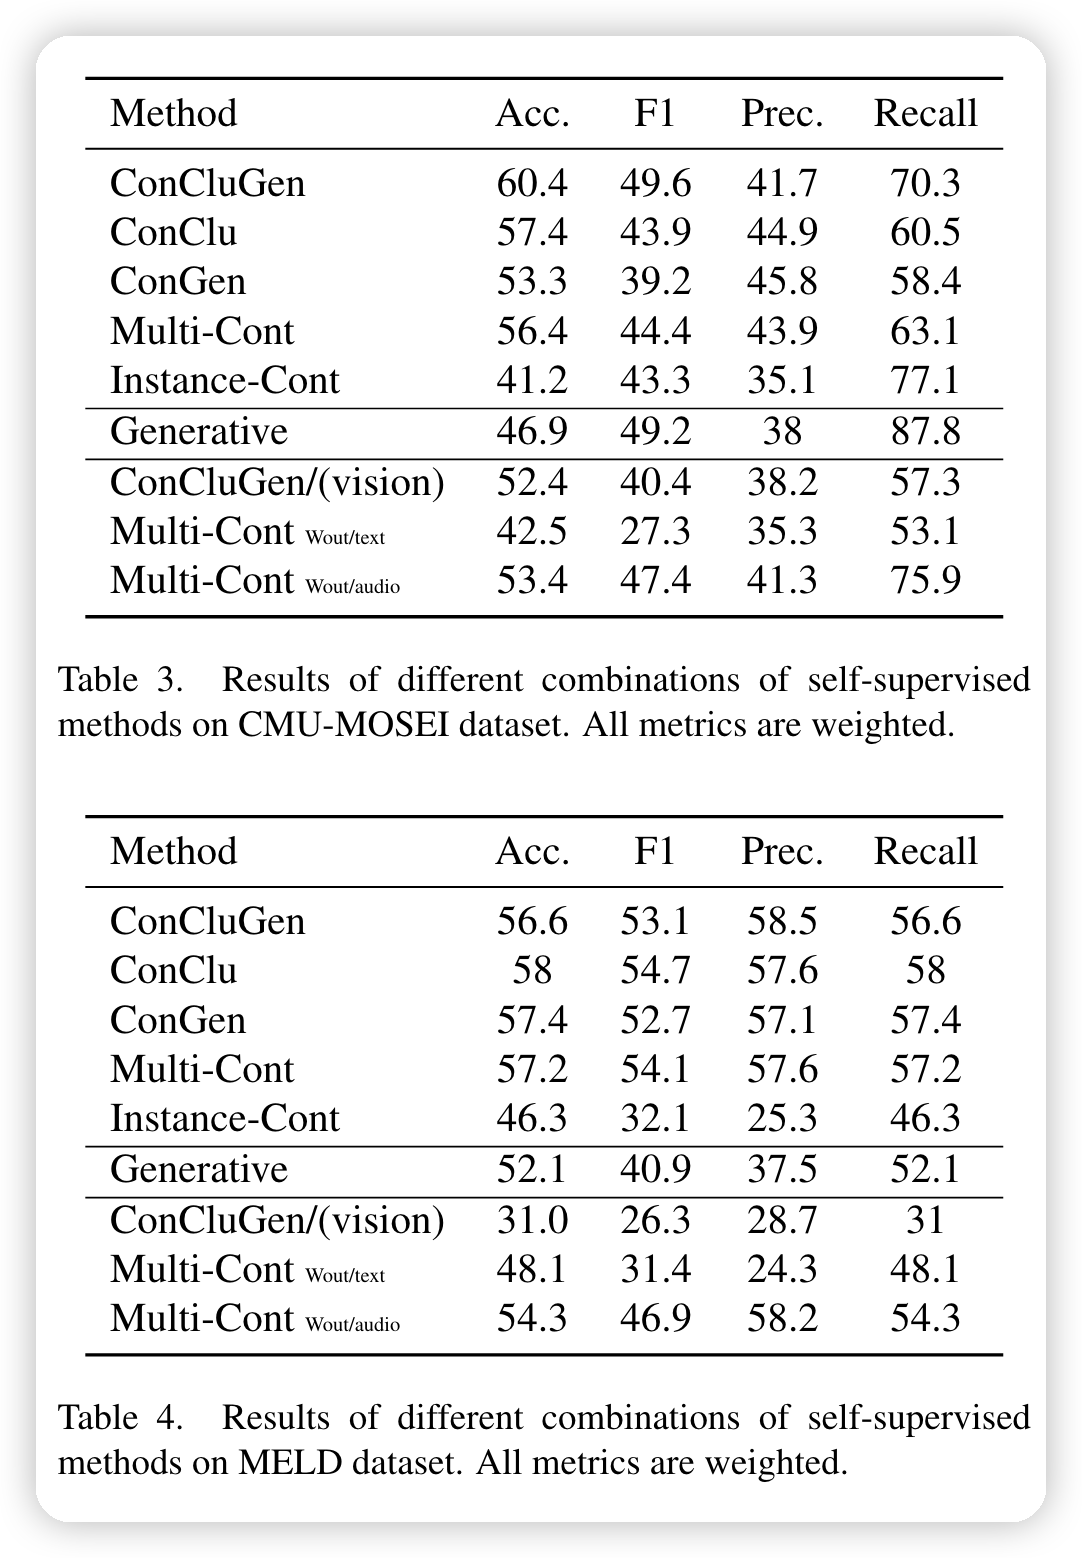 Method Acc. F1 Prec. Recall
ConCluGen 60.4 49.6 41.7 70.3
ConClu 57.4 43.9 44.9 60.5
ConGen 53.3 39.2 45.8 58.4
Multi-Cont 56.4 44.4 43.9 63.1
Instance-Cont 41.2 43.3 35.1 77.1
Generative 46.9 49.2 38 87.8
ConCluGen/(vision) 52.4 40.4 38.2 57.3
Multi-Cont Wout/text 42.5 27.3 35.3 53.1
Multi-Cont Wout/audio 53.4 47.4 41.3 75.9
Table 3. Results of different combinations of self-supervised
methods on CMU-MOSEI dataset. All metrics are weighted.
Method Acc. F1 Prec. Recall
ConCluGen 56.6 53.1 58.5 56.6
ConClu 58 54.7 57.6 58
ConGen 57.4 52.7 57.1 57.4
Multi-Cont 57.2 54.1 57.6 57.2
Instance-Cont 46.3 32.1 25.3 46.3
Generative 52.1 40.9 37.5 52.1
ConCluGen/(vision) 31.0 26.3 28.7 31
Multi-Cont Wout/text 48.1 31.4 24.3 48.1
Multi-Cont Wout/audio 54.3 46.9 58.2 54.3
Table 4. Results of different combinations of self-supervised
methods on MELD dataset. All metrics are weighted.